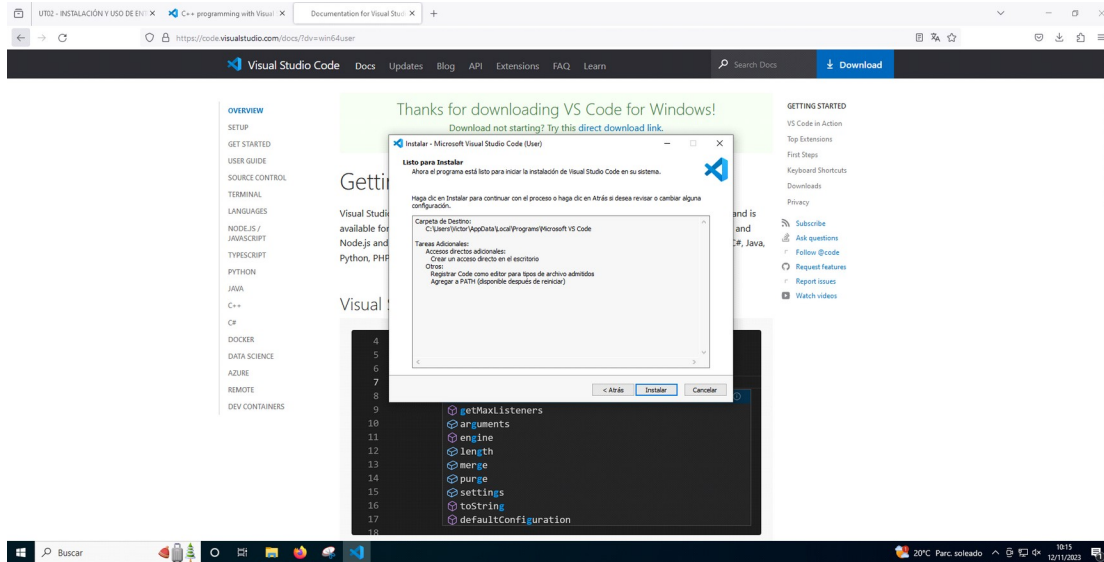 UT02 - INSTALACIÓN Y USO DE ENT
C++ programming with Visual
Documentation for Visual Stud
https://code.visualstudio.com/docs/?dv=win64user
Visual Studio Code
Docs
Updates
Blog
API
Extensions
FAQ
Learn
Search Docs
Download
OVERVIEW
SETUP
GET STARTED
USER GUIDE
SOURCE CONTROL
TERMINAL
LANGUAGES
NODE.JS /
JAVASCRIPT
TYPESCRIPT
PYTHON
JAVA
C++
C#
DOCKER
DATA SCIENCE
AZURE
REMOTE
DEV CONTAINERS
Thanks for downloading VS Code for Windows!
Download not starting? Try this direct download link.
Getti
Visual Studi
and is
available for
and
Node.js and
C#, Java,
Python, PHP
Visual
Instalar - Microsoft Visual Studio Code (User)
Listo para Instalar
Ahora el programa está listo para iniciar la instalación de Visual Studio Code en su sistema.
Haga clic en Instalar para continuar con el proceso o haga clic en Atrás si desea revisar o cambiar alguna
configuración.
Carpeta de Destino:
C:\Users\Victor\AppData\Local\Programs\Microsoft VS Code
Tareas Adicionales:
Accesos directos adicionales:
Crear un acceso directo en el escritorio
Otros:
Registrar Code como editor para tipos de archivo admitidos
Agregar a PATH (disponible después de reiniciar)
< Atrás
Instalar
Cancelar
4
5
6
7
8
9 getMaxListeners
10 arguments
11 engine
12 length
13 merge
14 purge
15 settings
16 toString
17 defaultConfiguration
18
GETTING STARTED
VS Code in Action
Top Extensions
First Steps
Keyboard Shortcuts
Downloads
Privacy
Subscribe
Ask questions
Follow @code
Request features
Report issues
Watch videos
Buscar
20°C Parc. soleado
10:15
12/11/2023